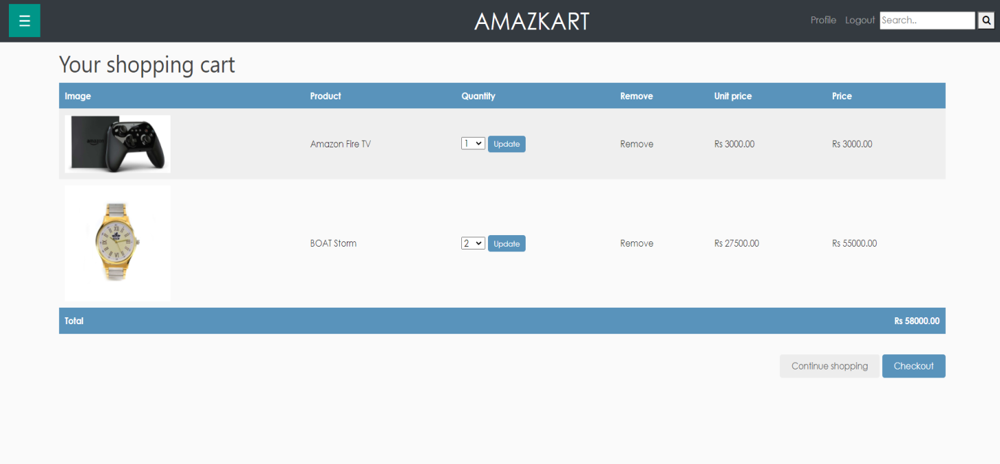 ☰ AMAZKART Profile Logout Search..
Your shopping cart
Image Product Quantity Remove Unit price Price
amazon
Amazon Fire TV 1 Update Remove Rs 3000.00 Rs 3000.00
BOAT Storm 2 Update Remove Rs 27500.00 Rs 55000.00
Total Rs 58000.00
Continue shopping Checkout